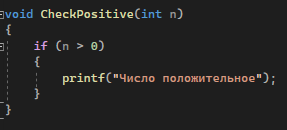 void CheckPositive(int n)
{
if (n > 0)
{
printf("Число положительное");
}
}